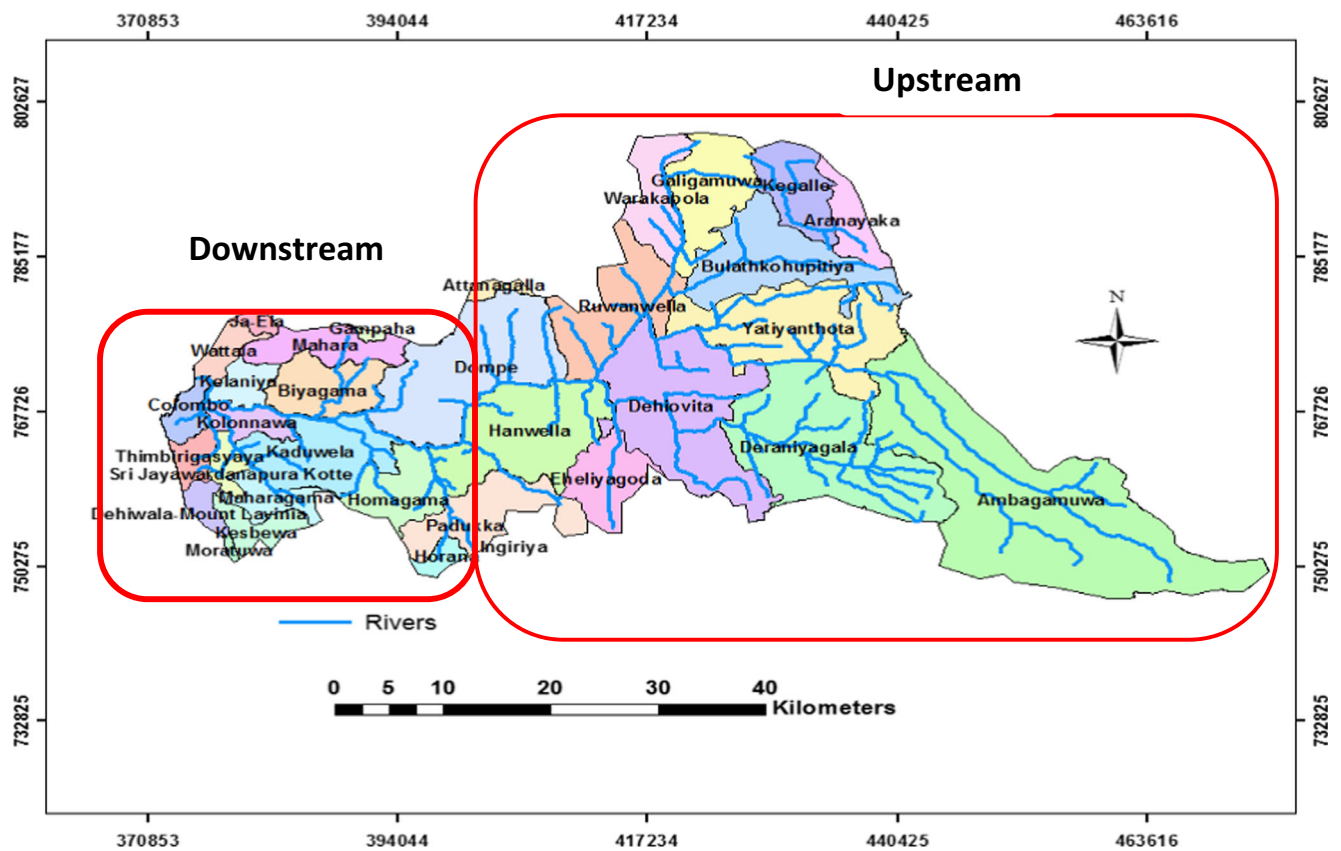 370853 394044 417234 440425 463616
Upstream
802627 802627
Galigamuwa
Kegalle
Warakabola
Aranayaka
Downstream
785177 785177
Bulathkohupitiya
Attanagalla
Ruwanwella
N
Ja-Ela
Gampaha
Yatiyanthota
Mahara
Wattala
Dompe
Kelaniya
Biyagama
767726 767726
Colombo
Dehiovita
Kolonnawa
Hanwella
Deraniyagala
Kaduwela
Thimbirigasyaya
Sri Jayawardanapura Kotte
Eheliyagoda
Maharagama
Homagama
Ambagamuwa
Dehiwala-Mount Lavinia
Padukka
Kesbewa
Ingiriya
Moratuwa
Horana
750275 750275
Rivers
0 5 10 20 30 40
Kilometers
732825 732825
370853 394044 417234 440425 463616